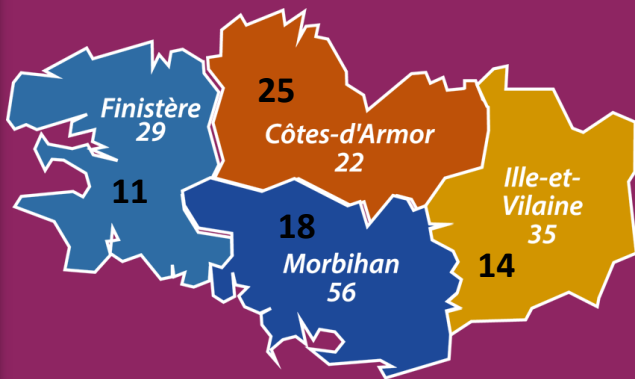 Finistère
29
11
25
Côtes-d'Armor
22
18
Morbihan
56
Ille-et-
Vilaine
35
14